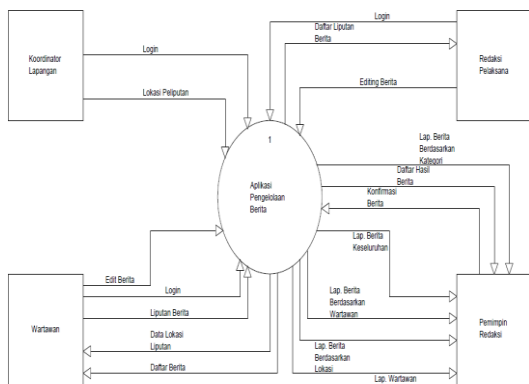 Login
Daftar Liputan
Berita
Koordinator
Lapangan
Login
Redaksi
Pelaksana
Lokasi Peliputan
Editing Berita
1
Lap. Berita
Berdasarkan
Kategori
Aplikasi
Pengelolaan
Berita
Daftar Hasil
Berita
Konfirmasi
Berita
Lap. Berita
Keseluruhan
Edit Berita
Login
Liputan Berita
Wartawan
Data Lokasi
Liputan
Daftar Berita
Lap. Berita
Berdasarkan
Wartawan
Pemimpin
Redaksi
Lap. Berita
Berdasarkan
Lokasi
Lap. Wartawan